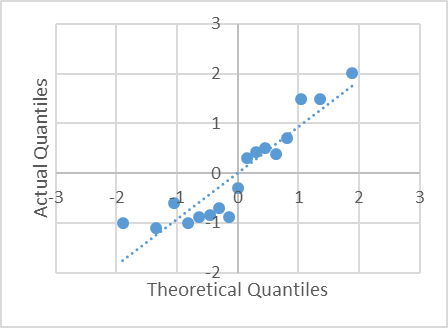 3
2
1
0
-3 -2 -1 0 1 2 3
-1
-2
Actual Quantiles
Theoretical Quantiles